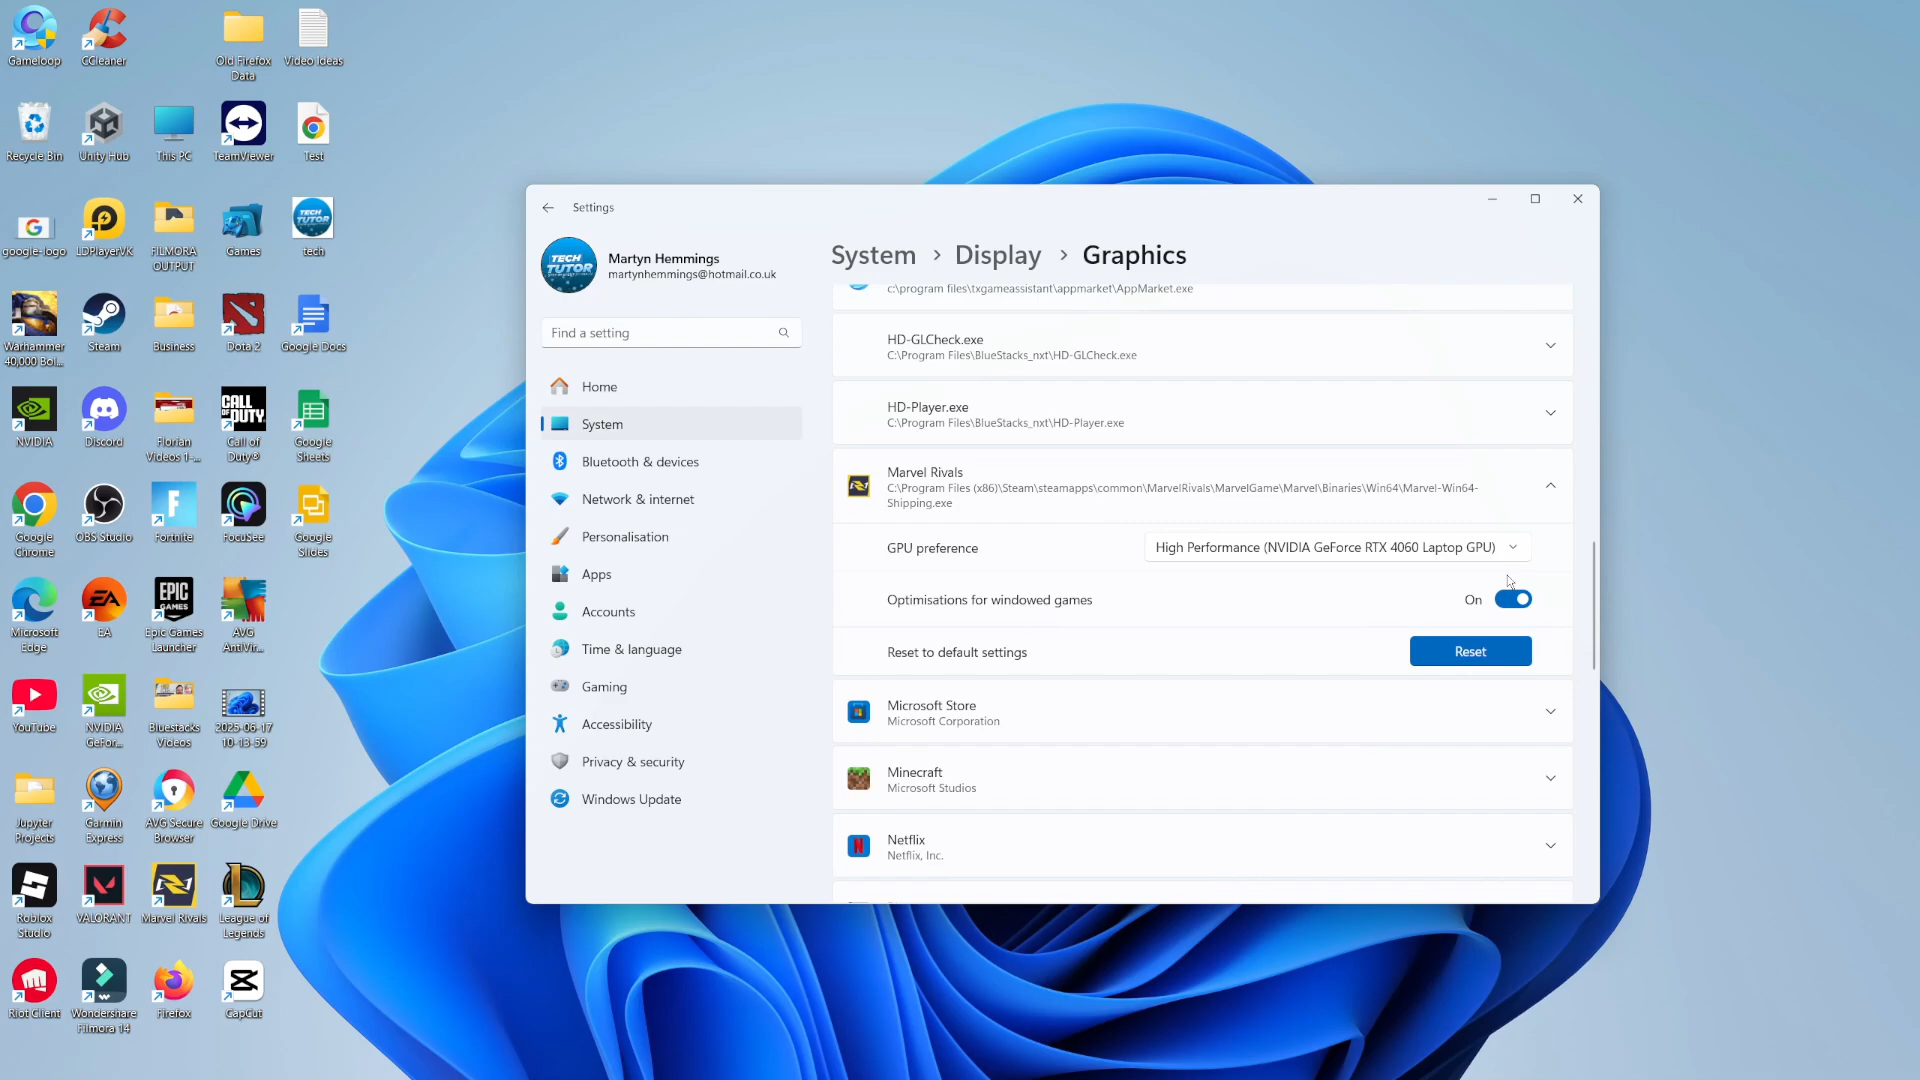 Gameloop
CCleaner
Old Firefox
Data
Video Ideas
Recycle Bin
Unity Hub
This PC
TeamViewer
Test
google-logo
LDPlayerVK
FILMORA
OUTPUT
Games
TECH
TUTOR
tech
Warhammer
40,000 Bol...
Steam
Business
Dota 2
Google Docs
NVIDIA
Discord
Florian
Videos 1-...
CALL OF DUTY
Call of
Duty®
Google
Sheets
Google
Chrome
OBS Studio
Fortnite
FocuSee
Google
Slides
Microsoft
Edge
EA
EPIC
GAMES
Epic Games
Launcher
AVG
AntiVir...
YouTube
NVIDIA
GeFor...
Bluestacks
Videos
2025-06-17
10-13-59
Jupyter
Projects
Garmin
Express
AVG Secure
Browser
Google Drive
Roblox
Studio
VALORANT
Marvel Rivals
League of
Legends
Riot Client
Wondershare
Filmora 14
Firefox
CapCut
Settings
TECH
TUTOR
Martyn Hemmings
martynhemmings@hotmail.co.uk
Find a setting
Home
System
Bluetooth & devices
Network & internet
Personalisation
Apps
Accounts
Time & language
Gaming
Accessibility
Privacy & security
Windows Update
System > Display > Graphics
c:\program files\txgameassistant\appmarket\AppMarket.exe
HD-GLCheck.exe
C:\Program Files\BlueStacks_nxt\HD-GLCheck.exe
HD-Player.exe
C:\Program Files\BlueStacks_nxt\HD-Player.exe
Marvel Rivals
C:\Program Files (x86)\Steam\steamapps\common\MarvelRivals\MarvelGame\Marvel\Binaries\Win64\Marvel-Win64-
Shipping.exe
GPU preference
High Performance (NVIDIA GeForce RTX 4060 Laptop GPU)
Optimisations for windowed games
On
Reset to default settings
Reset
Microsoft Store
Microsoft Corporation
Minecraft
Microsoft Studios
Netflix
Netflix, Inc.